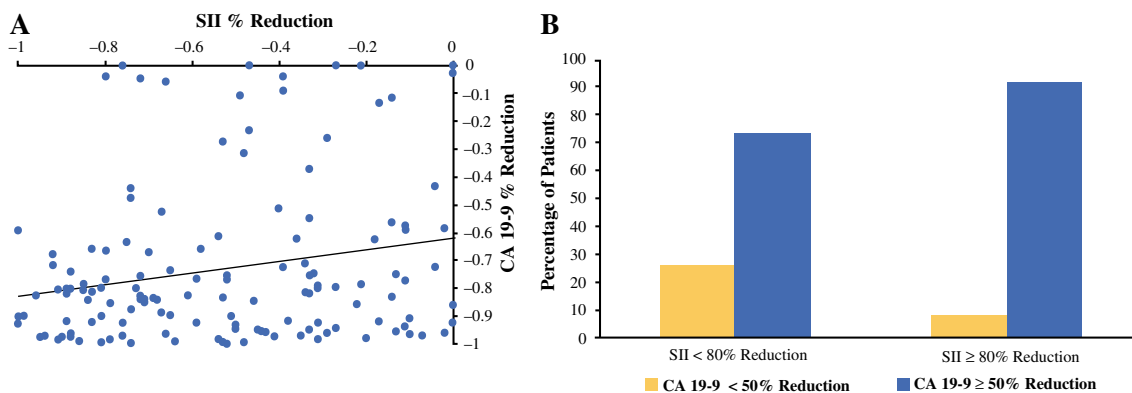 A
SII % Reduction
–1 –0.8 –0.6 –0.4 –0.2 0
0
–0.1
–0.2
–0.3
–0.4
–0.5
–0.6
–0.7
–0.8
–0.9
–1
CA 19-9 % Reduction
B
Percentage of Patients
100
90
80
70
60
50
40
30
20
10
0
SII < 80% Reduction SII ≥ 80% Reduction
CA 19-9 < 50% Reduction CA 19-9 ≥ 50% Reduction